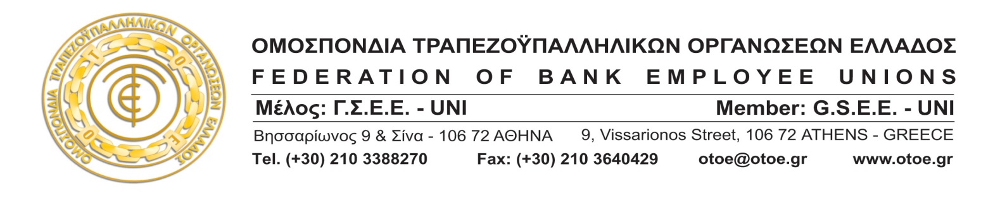 ΟΜΟΣΠΟΝΔΙΑ ΤΡΑΠΕΖΟΫΠΑΛΛΗΛΙΚΩΝ ΟΡΓΑΝΩΣΕΩΝ ΕΛΛΑΔΟΣ
Τ Ο
Ο Ε
ΟΜΟΣΠΟΝΔΙΑ ΤΡΑΠΕΖΟΫΠΑΛΛΗΛΙΚΩΝ ΟΡΓΑΝΩΣΕΩΝ ΕΛΛΑΔΟΣ
FEDERATION OF BANK EMPLOYEE UNIONS
Μέλος: Γ.Σ.Ε.Ε. - UNI Member: G.S.E.E. - UNI
Βησσαρίωνος 9 & Σίνα - 106 72 ΑΘΗΝΑ 9, Vissarionos Street, 106 72 ATHENS - GREECE
Tel. (+30) 210 3388270 Fax: (+30) 210 3640429 otoe@otoe.gr www.otoe.gr